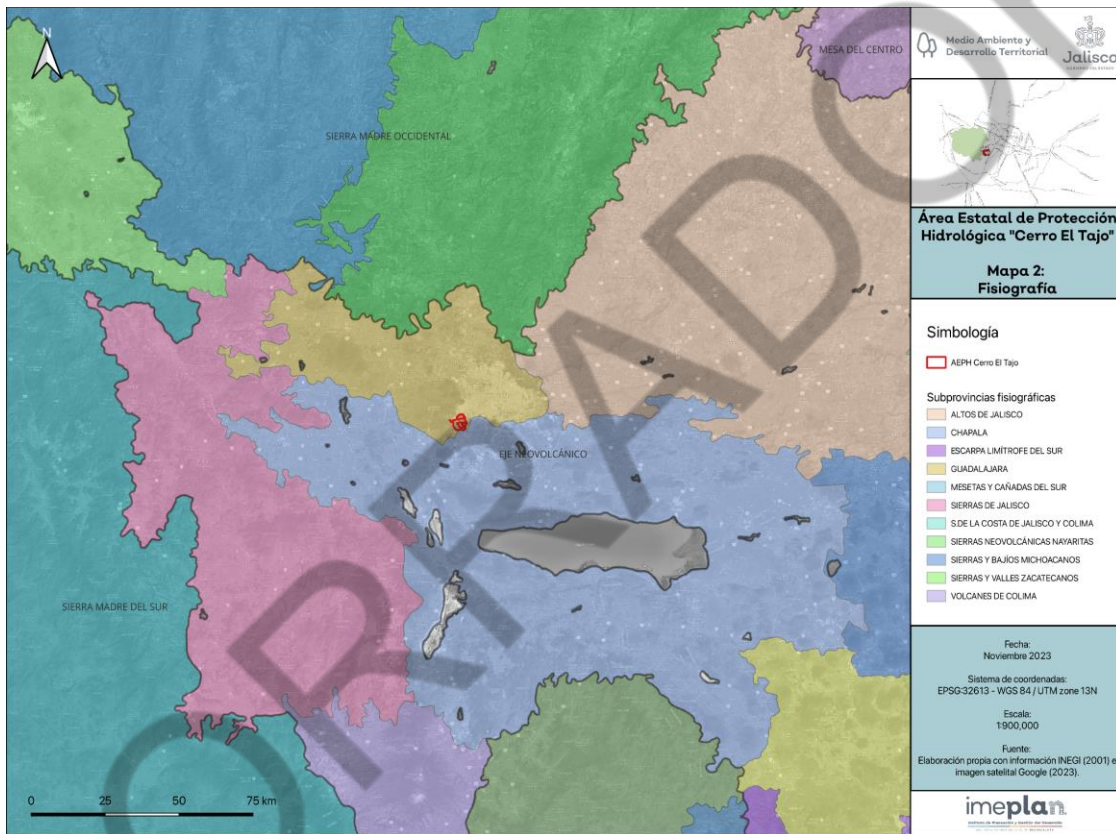 N
SIERRA MADRE OCCIDENTAL
MESA DEL CENTRO
EJE NEOVOLCÁNICO
SIERRA MADRE DEL SUR
0 25 50 75 km
Medio Ambiente y
Desarrollo Territorial
Jalisco
Área Estatal de Protección
Hidrológica "Cerro El Tajo"
Mapa 2:
Fisiografía
Simbología
AEPH Cerro El Tajo
Subprovincias fisiográficas
ALTOS DE JALISCO
CHAPALA
ESCARPA LIMÍTROFE DEL SUR
GUADALAJARA
MESETAS Y CAÑADAS DEL SUR
SIERRAS DE JALISCO
S.DE LA COSTA DE JALISCO Y COLIMA
SIERRAS NEOVOLCÁNICAS NAYARITAS
SIERRAS Y BAJÍOS MICHOACANOS
SIERRAS Y VALLES ZACATECANOS
VOLCANES DE COLIMA
Fecha:
Noviembre 2023
Sistema de coordenadas:
EPSG:32613 - WGS 84 / UTM zone 13N
Escala:
1:900,000
Fuente:
Elaboración propia con información INEGI (2001) e
imagen satelital Google (2023).
imeplan